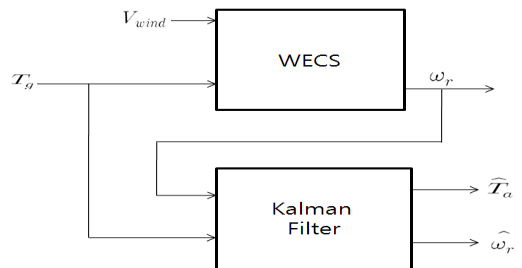 V_wind
WECS
T_g
ω_r
Kalman
Filter
T̂_a
ω̂_r